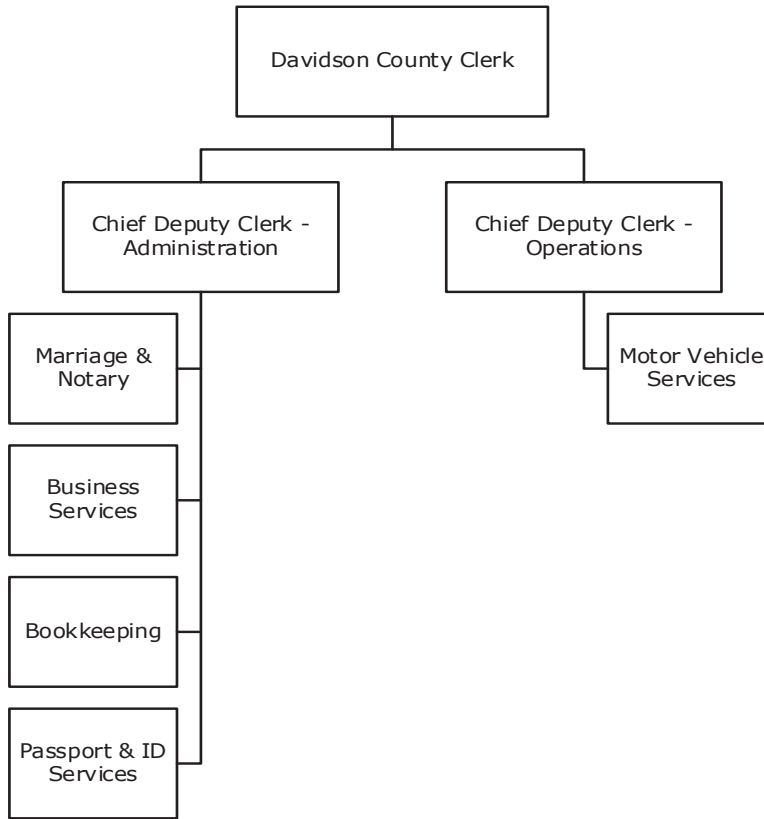 Davidson County Clerk
Chief Deputy Clerk -
Administration
Chief Deputy Clerk -
Operations
Marriage &
Notary
Motor Vehicle
Services
Business
Services
Bookkeeping
Passport & ID
Services